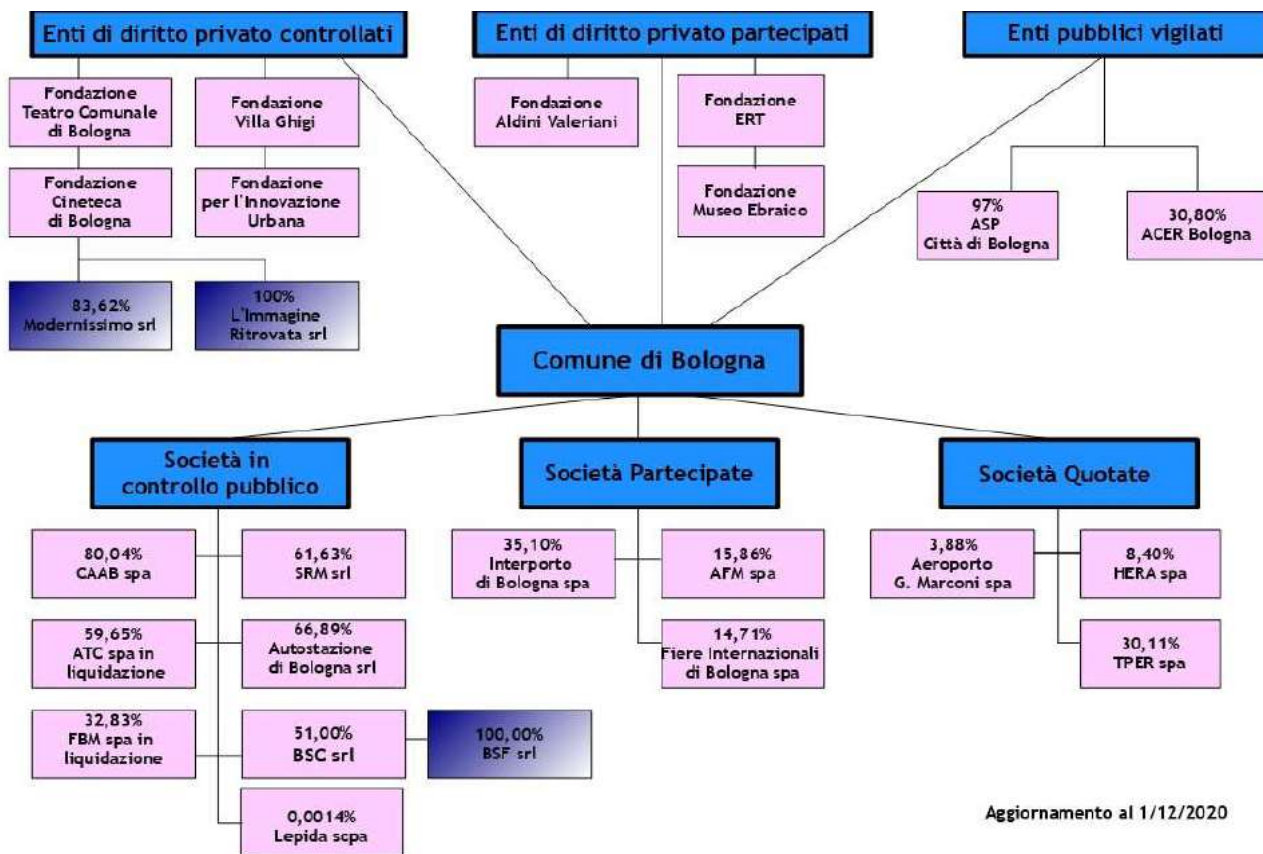 Enti di diritto privato controllati
Enti di diritto privato partecipati
Enti pubblici vigilati
Fondazione
Teatro Comunale
di Bologna
Fondazione
Villa Ghigi
Fondazione
Aldini Valeriani
Fondazione
ERT
Fondazione
Cineteca
di Bologna
Fondazione
per l'Innovazione
Urbana
Fondazione
Museo Ebraico
97%
ASP
Città di Bologna
30,80%
ACER Bologna
83,62%
Modernissimo srl
100%
L'Immagine
Ritrovata srl
Comune di Bologna
Società in
controllo pubblico
Società Partecipate
Società Quotate
80,04%
CAAB spa
61,63%
SRM srl
35,10%
Interporto
di Bologna spa
15,86%
AFM spa
3,88%
Aeroporto
G. Marconi spa
8,40%
HERA spa
59,65%
ATC spa in
liquidazione
66,89%
Autostazione
di Bologna srl
14,71%
Fiere Internazionali
di Bologna spa
30,11%
TPER spa
32,83%
FBM spa in
liquidazione
51,00%
BSC srl
100,00%
BSF srl
0,0014%
Lepida scpa
Aggiornamento al 1/12/2020